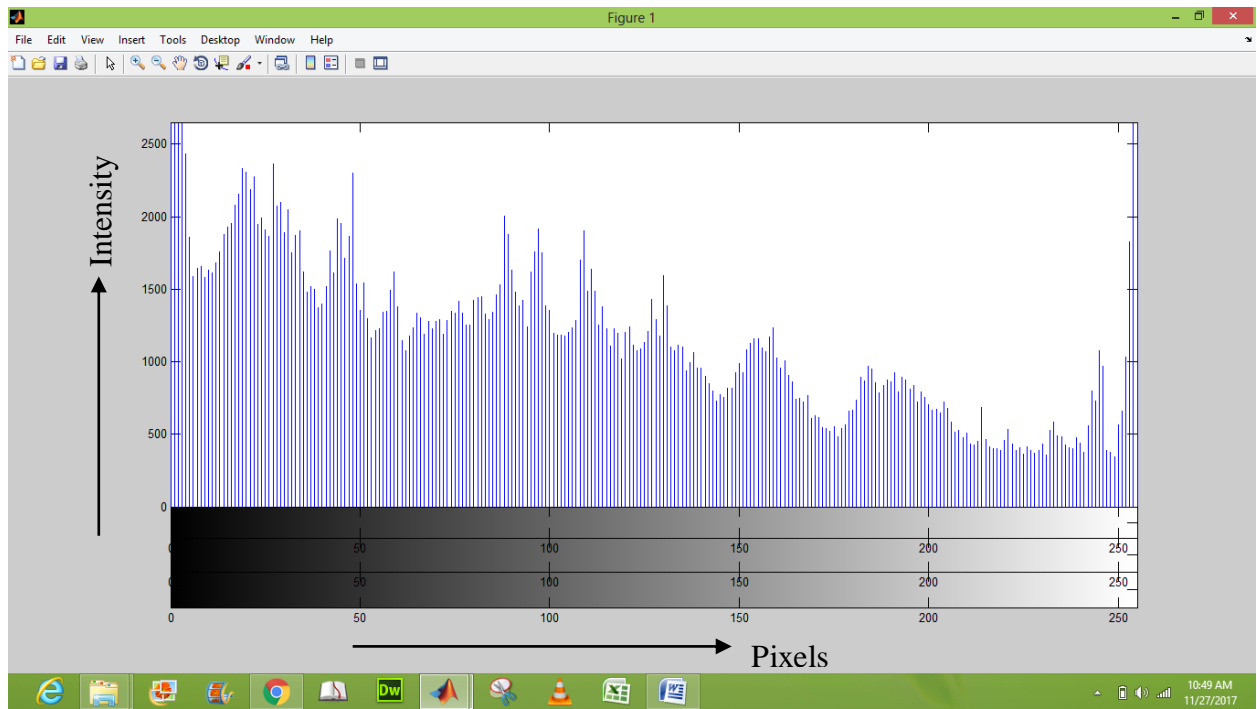 Figure 1
File Edit View Insert Tools Desktop Window Help
2500
2000
1500
1000
500
0
Intensity
0 50 100 150 200 250
0 50 100 150 200 250
0 50 100 150 200 250
Pixels
Dw
10:49 AM
11/27/2017